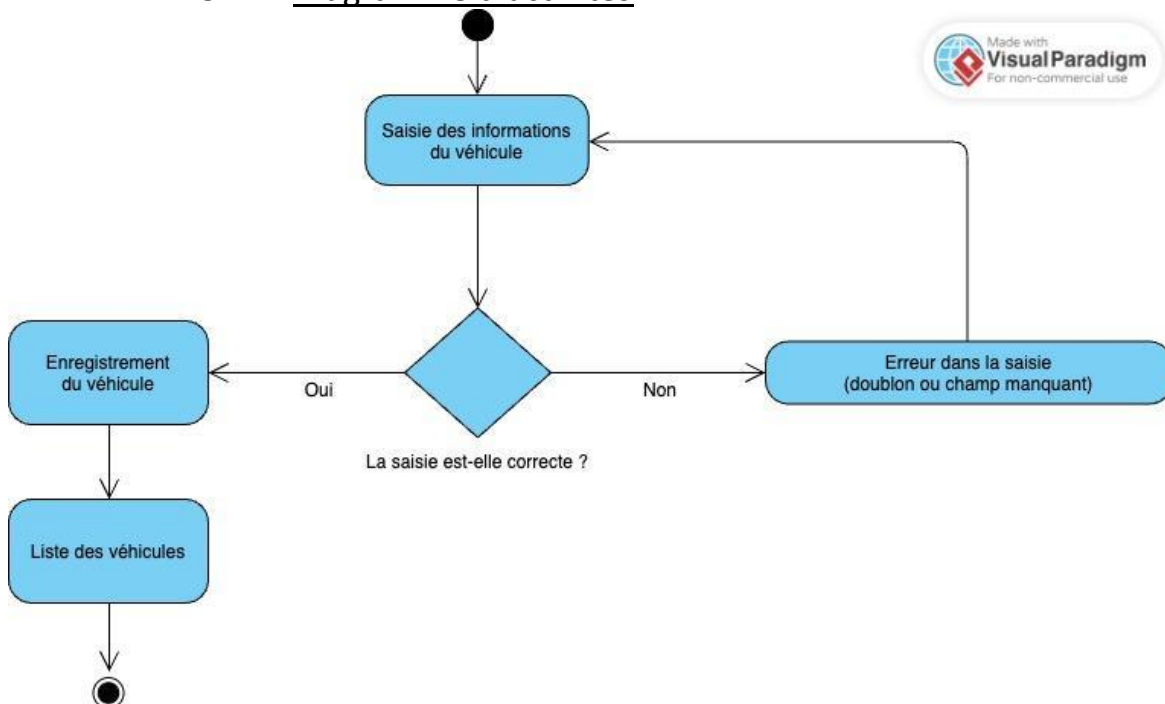 Made with
Visual Paradigm
For non-commercial use
Saisie des informations
du véhicule
Enregistrement
du véhicule
Oui
Non
Erreur dans la saisie
(doublon ou champ manquant)
La saisie est-elle correcte ?
Liste des véhicules